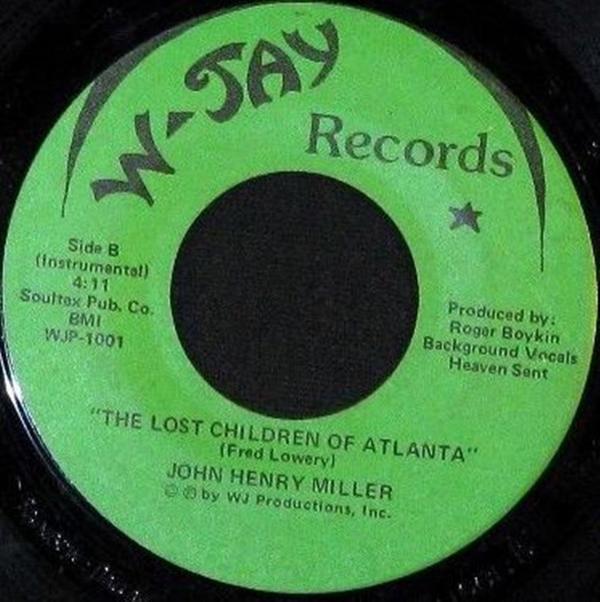 W-JAY
Records
Side B
(Instrumental)
4:11
Soultex Pub. Co.
BMI
WJP-1001
Produced by:
Roger Boykin
Background Vocals
Heaven Sent
"THE LOST CHILDREN OF ATLANTA"
(Fred Lowery)
JOHN HENRY MILLER
© ℗ by WJ Productions, Inc.